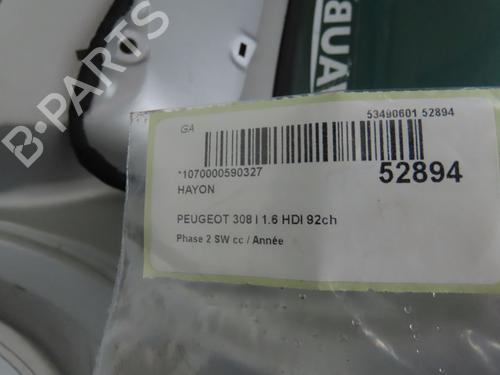 B-PARTS
GA
53490601 52894
*1070000590327
52894
HAYON
PEUGEOT 308 I 1.6 HDI 92ch
Phase 2 SW cc / Année